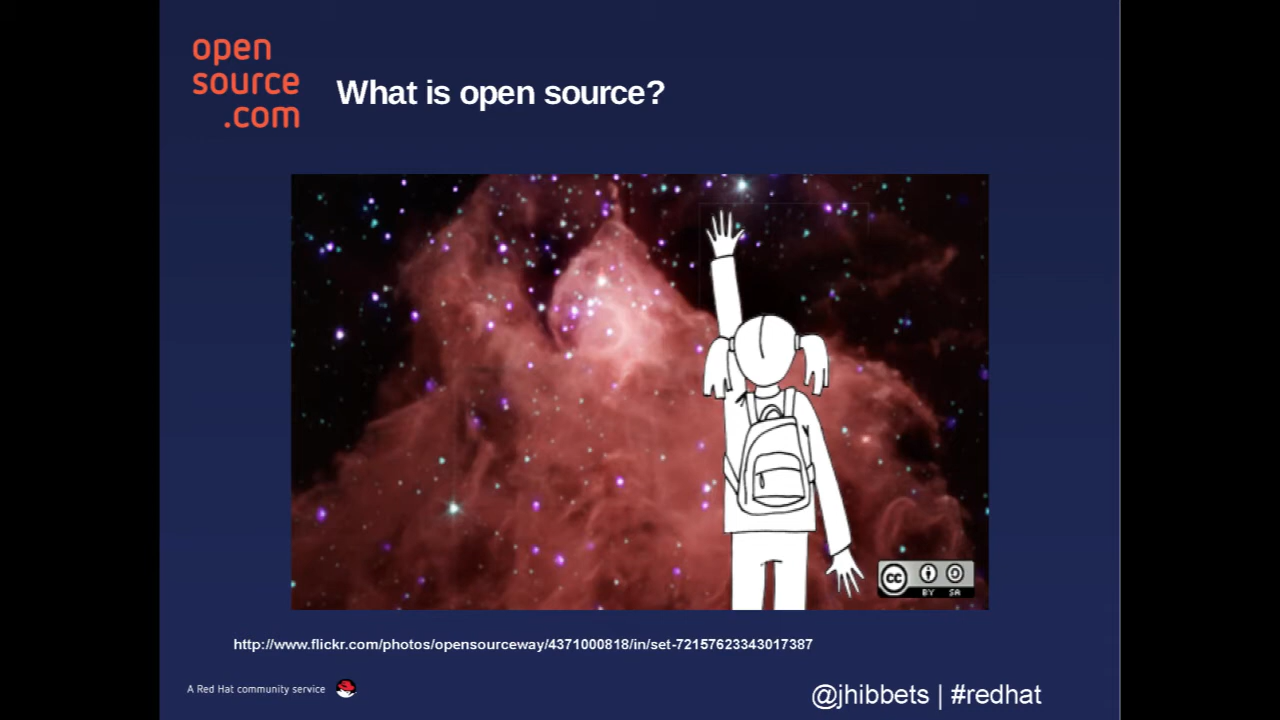 open
source
.com
What is open source?
cc
BY SA
http://www.flickr.com/photos/opensourceway/4371000818/in/set-72157623343017387
A Red Hat community service
@jhibbets | #redhat